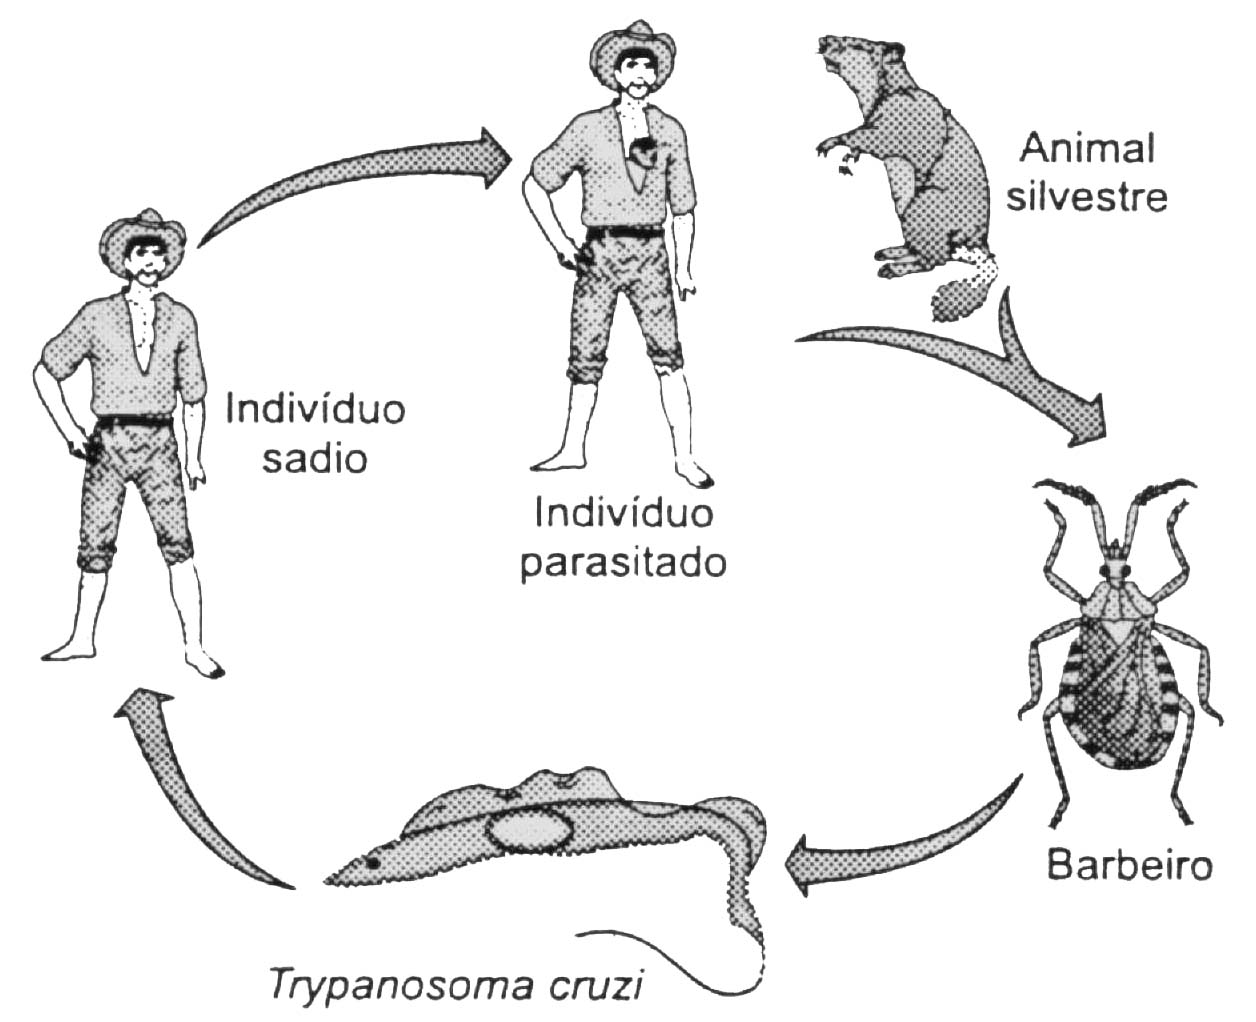 Animal
silvestre
Indivíduo
sadio
Indivíduo
parasitado
Barbeiro
Trypanosoma cruzi